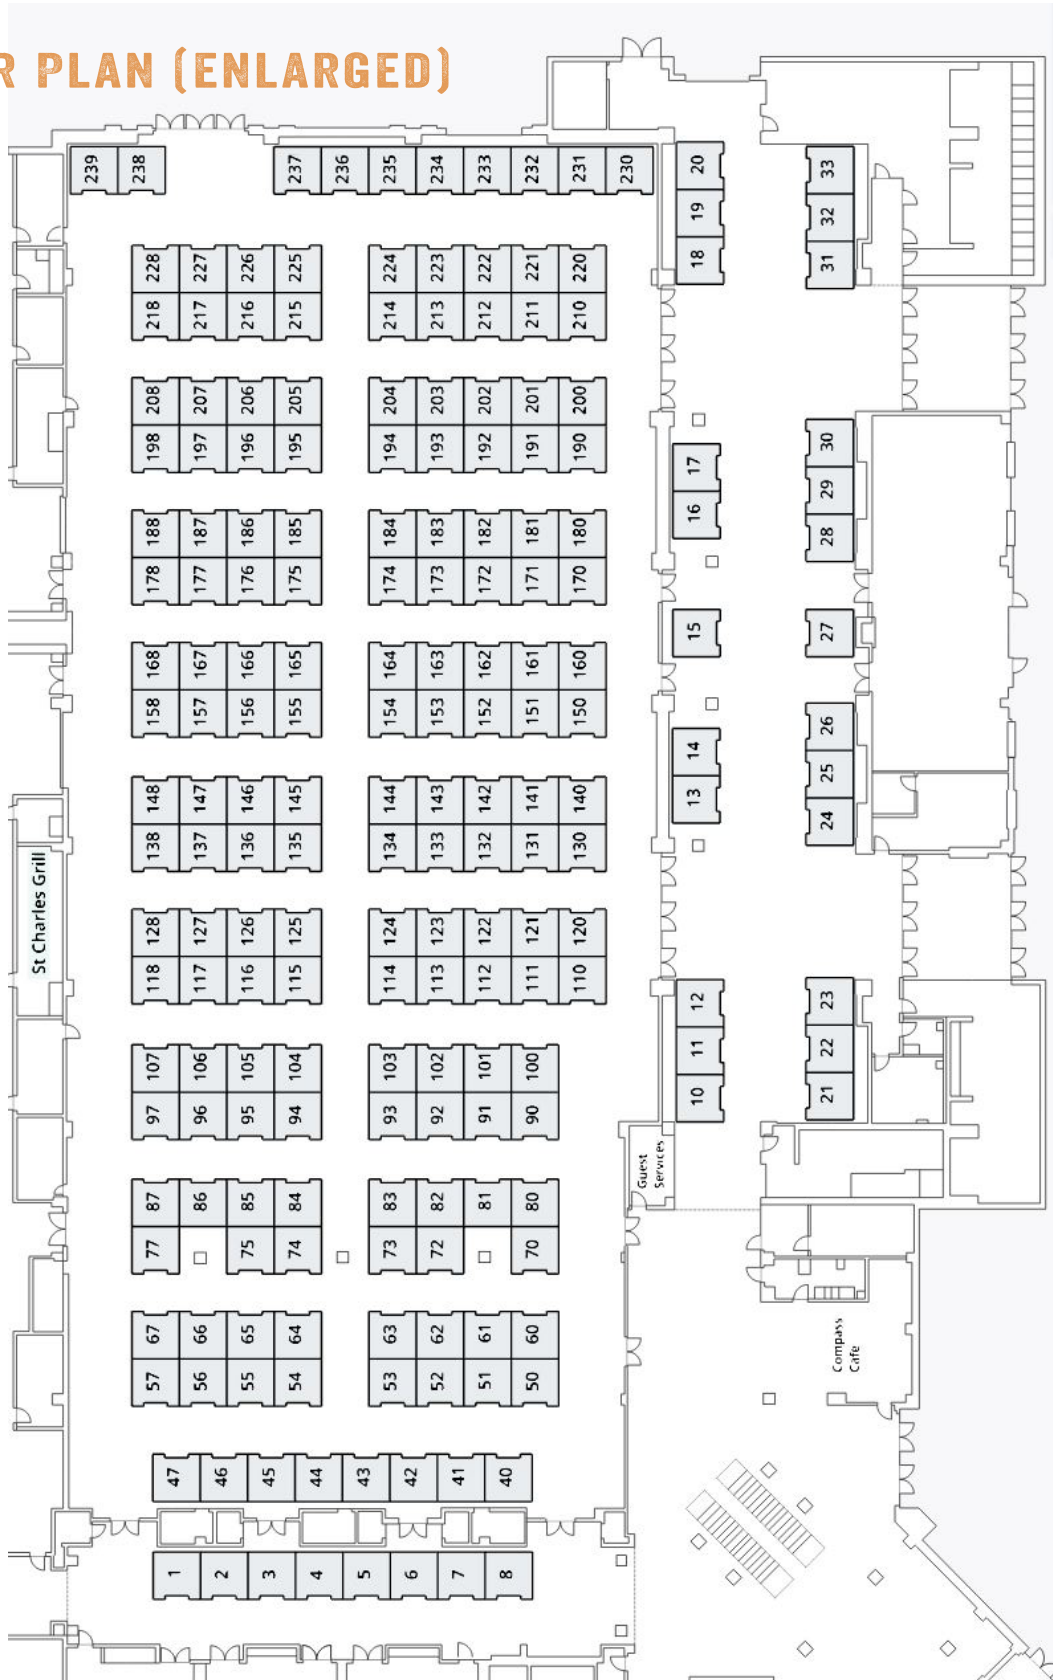 R PLAN (ENLARGED)
239 238 237 236 235 234 233 232 231 230
20 33
19 32
18 31
228 227 226 225 224 223 222 221 220
218 217 216 215 214 213 212 211 210
208 207 206 205 204 203 202 201 200
198 197 196 195 194 193 192 191 190
17 30
16 29
28
188 187 186 185 184 183 182 181 180
178 177 176 175 174 173 172 171 170
15 27
168 167 166 165 164 163 162 161 160
158 157 156 155 154 153 152 151 150
14 26
13 25
24
148 147 146 145 144 143 142 141 140
138 137 136 135 134 133 132 131 130
St Charles Grill
128 127 126 125 124 123 122 121 120
118 117 116 115 114 113 112 111 110
12 23
11 22
10 21
107 106 105 104 103 102 101 100
97 96 95 94 93 92 91 90
Guest
Services
87 86 85 84 83 82 81 80
77 75 74 73 72 70
67 66 65 64 63 62 61 60
57 56 55 54 53 52 51 50
Compass
Cafe
47 46 45 44 43 42 41 40
1 2 3 4 5 6 7 8